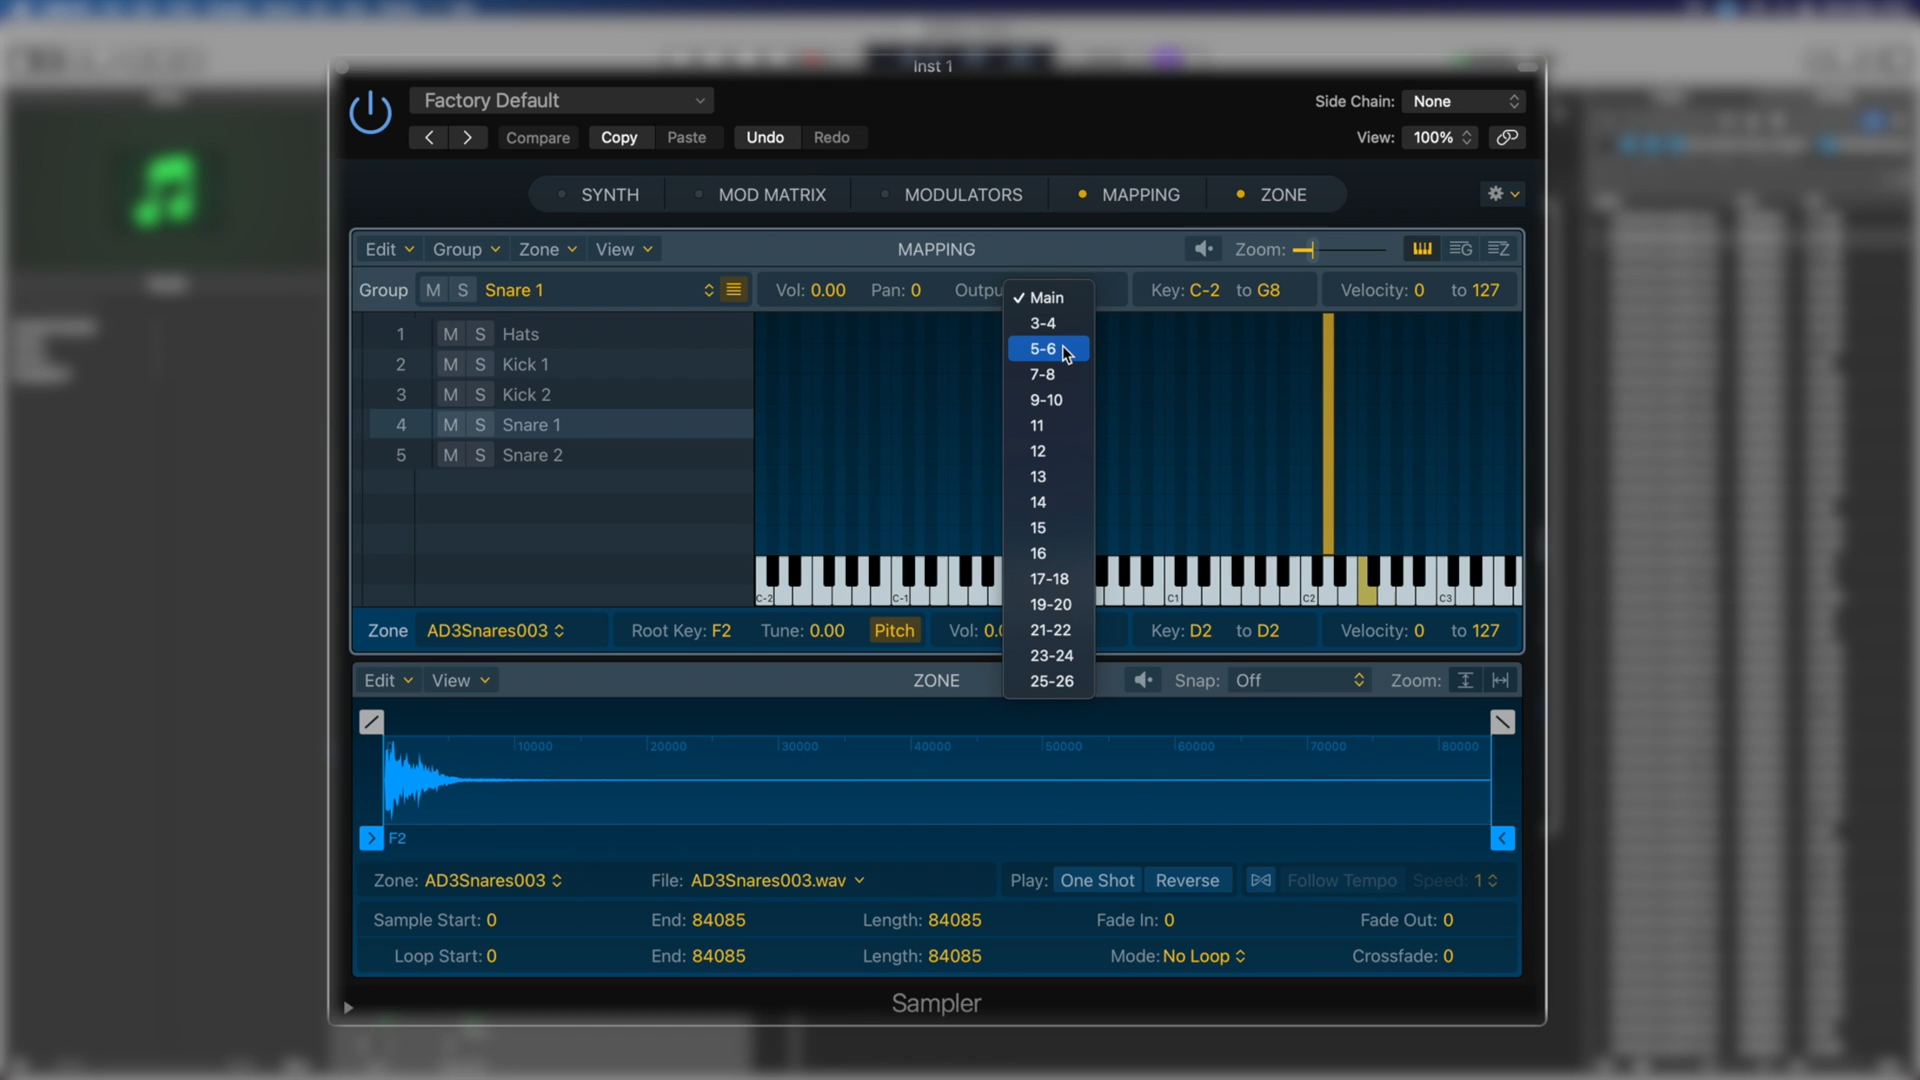 Inst 1
Factory Default
Side Chain: None
Compare Copy Paste Undo Redo
View: 100%
SYNTH MOD MATRIX MODULATORS MAPPING ZONE
Edit Group Zone View MAPPING Zoom:
Group M S Snare 1 Vol: 0.00 Pan: 0 Outpu Key: C-2 to G8 Velocity: 0 to 127
Main
3-4
5-6
7-8
9-10
11
12
13
14
15
16
17-18
19-20
21-22
23-24
25-26
1 M S Hats
2 M S Kick 1
3 M S Kick 2
4 M S Snare 1
5 M S Snare 2
C-2 C-1 C1 C2 C3
Zone AD3Snares003 Root Key: F2 Tune: 0.00 Pitch Vol: 0.0 Key: D2 to D2 Velocity: 0 to 127
Edit View ZONE Snap: Off Zoom:
10000 20000 30000 40000 50000 60000 70000 80000
F2
Zone: AD3Snares003 File: AD3Snares003.wav Play: One Shot Reverse Follow Tempo Speed: 1
Sample Start: 0 End: 84085 Length: 84085 Fade In: 0 Fade Out: 0
Loop Start: 0 End: 84085 Length: 84085 Mode: No Loop Crossfade: 0
Sampler